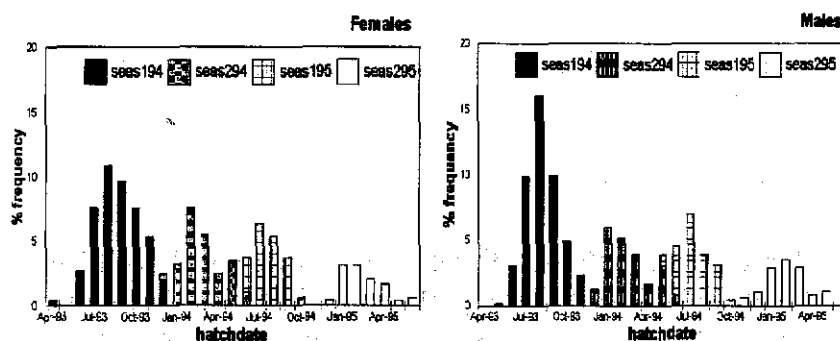 Females
20
seas194 seas294 seas195 seas295
15
10
5
0
% frequency
Apr-93 Jul-93 Oct-93 Jan-94 Apr-94 Jul-94 Oct-94 Jan-95 Apr-95
hatchdate
Males
20
seas194 seas294 seas195 seas295
15
10
5
0
% frequency
Apr-93 Jul-93 Oct-93 Jan-94 Apr-94 Jul-94 Oct-94 Jan-95 Apr-95
hatchdate